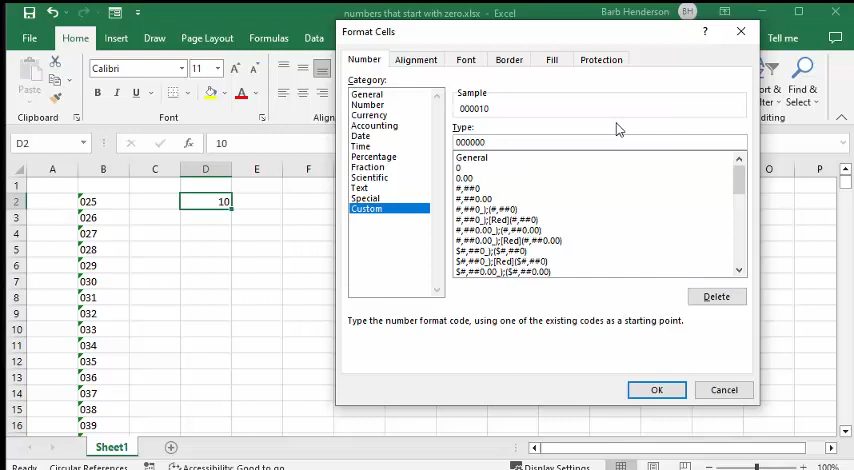 numbers that start with zero.xlsx - Excel
Barb Henderson BH
File Home Insert Draw Page Layout Formulas Data
Tell me
Calibri 11 A A
B I U A
Font
Find &
Select
D2 fx 10
A B C D E F O P
1
2 025 10
3 026
4 027
5 028
6 029
7 030
8 031
9 032
10 033
11 034
12 035
13 036
14 037
15 038
16 039
Sheet1
Ready Circular References Accessibility: Good to go Display Settings 100%
Format Cells ?
Number Alignment Font Border Fill Protection
Category:
General
Number
Currency
Accounting
Date
Time
Percentage
Fraction
Scientific
Text
Special
Custom
Sample
000010
Type:
000000
General
0
0.00
#,##0
#,##0.00
#,##0_);(#,##0)
#,##0_);[Red](#,##0)
#,##0.00_);(#,##0.00)
#,##0.00_);[Red](#,##0.00)
$#,##0_);($#,##0)
$#,##0_);[Red]($#,##0)
$#,##0.00_);($#,##0.00)
Delete
Type the number format code, using one of the existing codes as a starting point.
OK Cancel